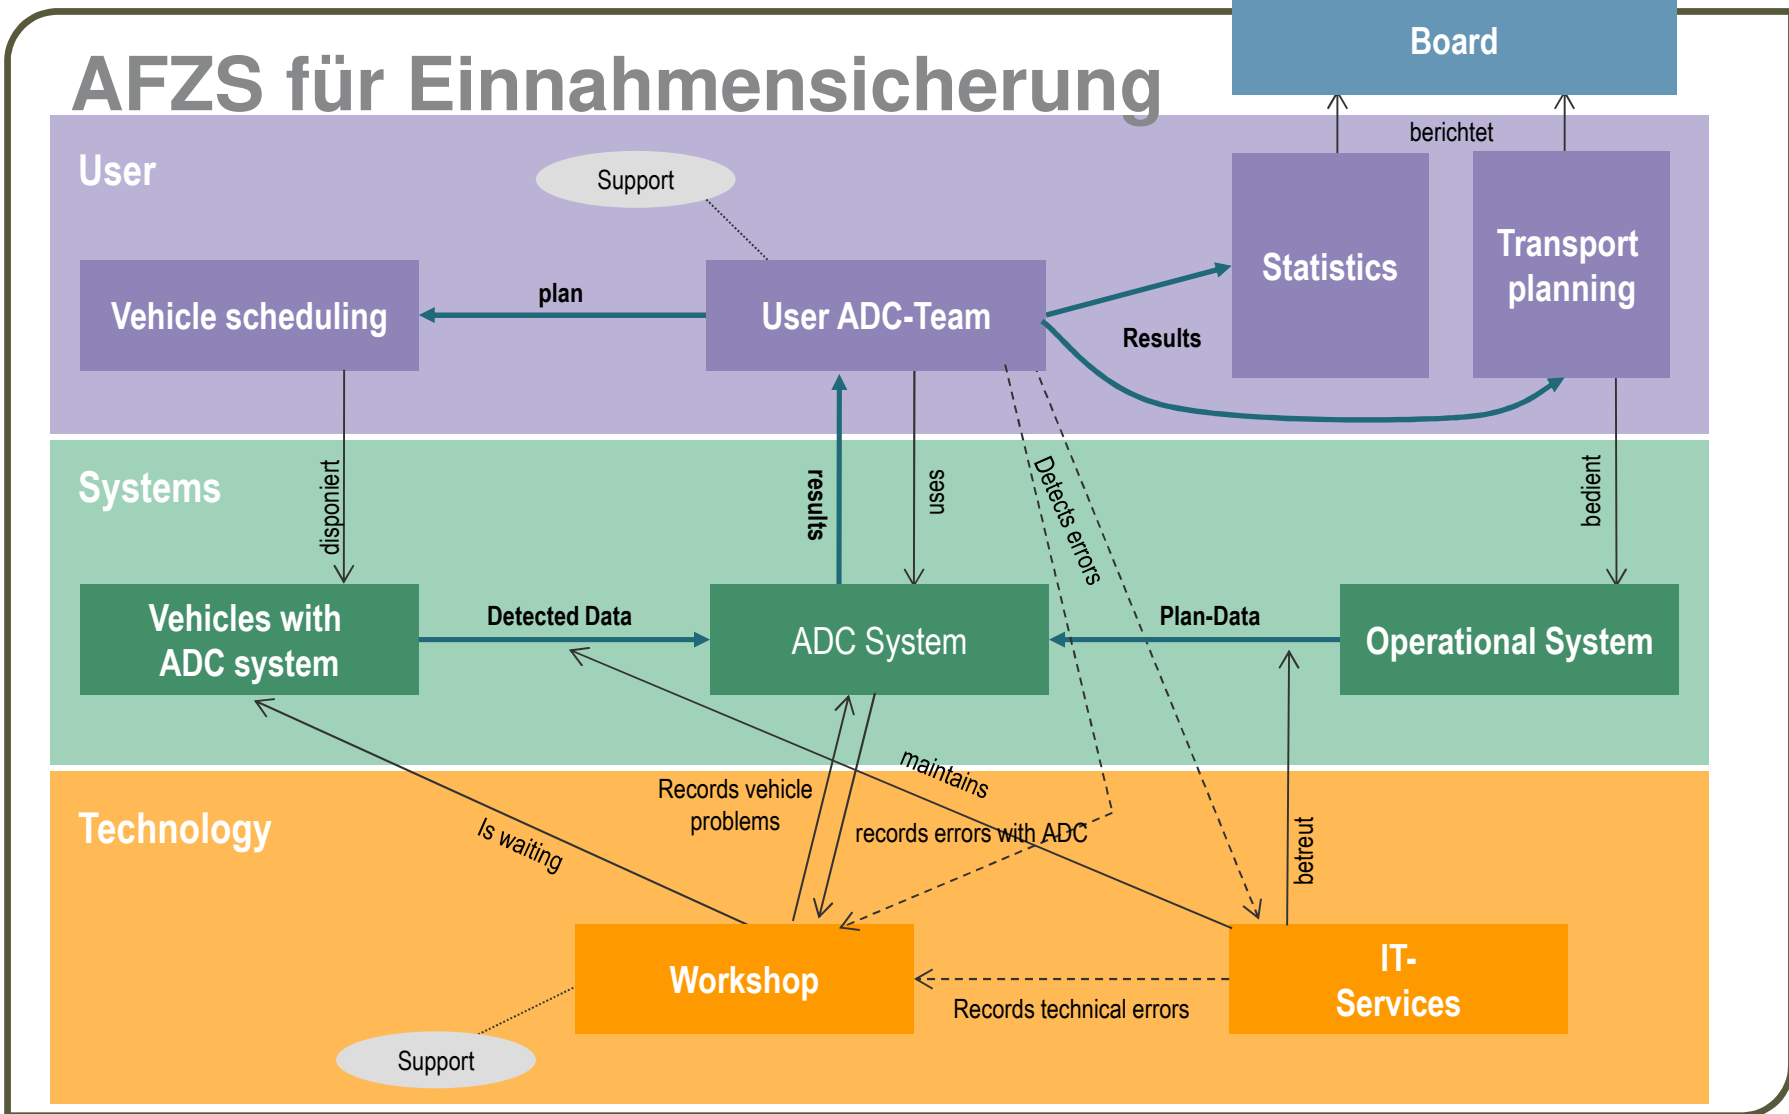 Board
AFZS für Einnahmensicherung
berichtet
User
Support
Statistics
Transport
planning
Vehicle scheduling
plan
User ADC-Team
Results
Systems
disponiert
results
uses
Detects errors
bedient
Vehicles with
ADC system
Detected Data
ADC System
Plan-Data
Operational System
maintains
Records vehicle
problems
Technology
Is waiting
records errors with ADC
betreut
Workshop
IT-
Services
Records technical errors
Support